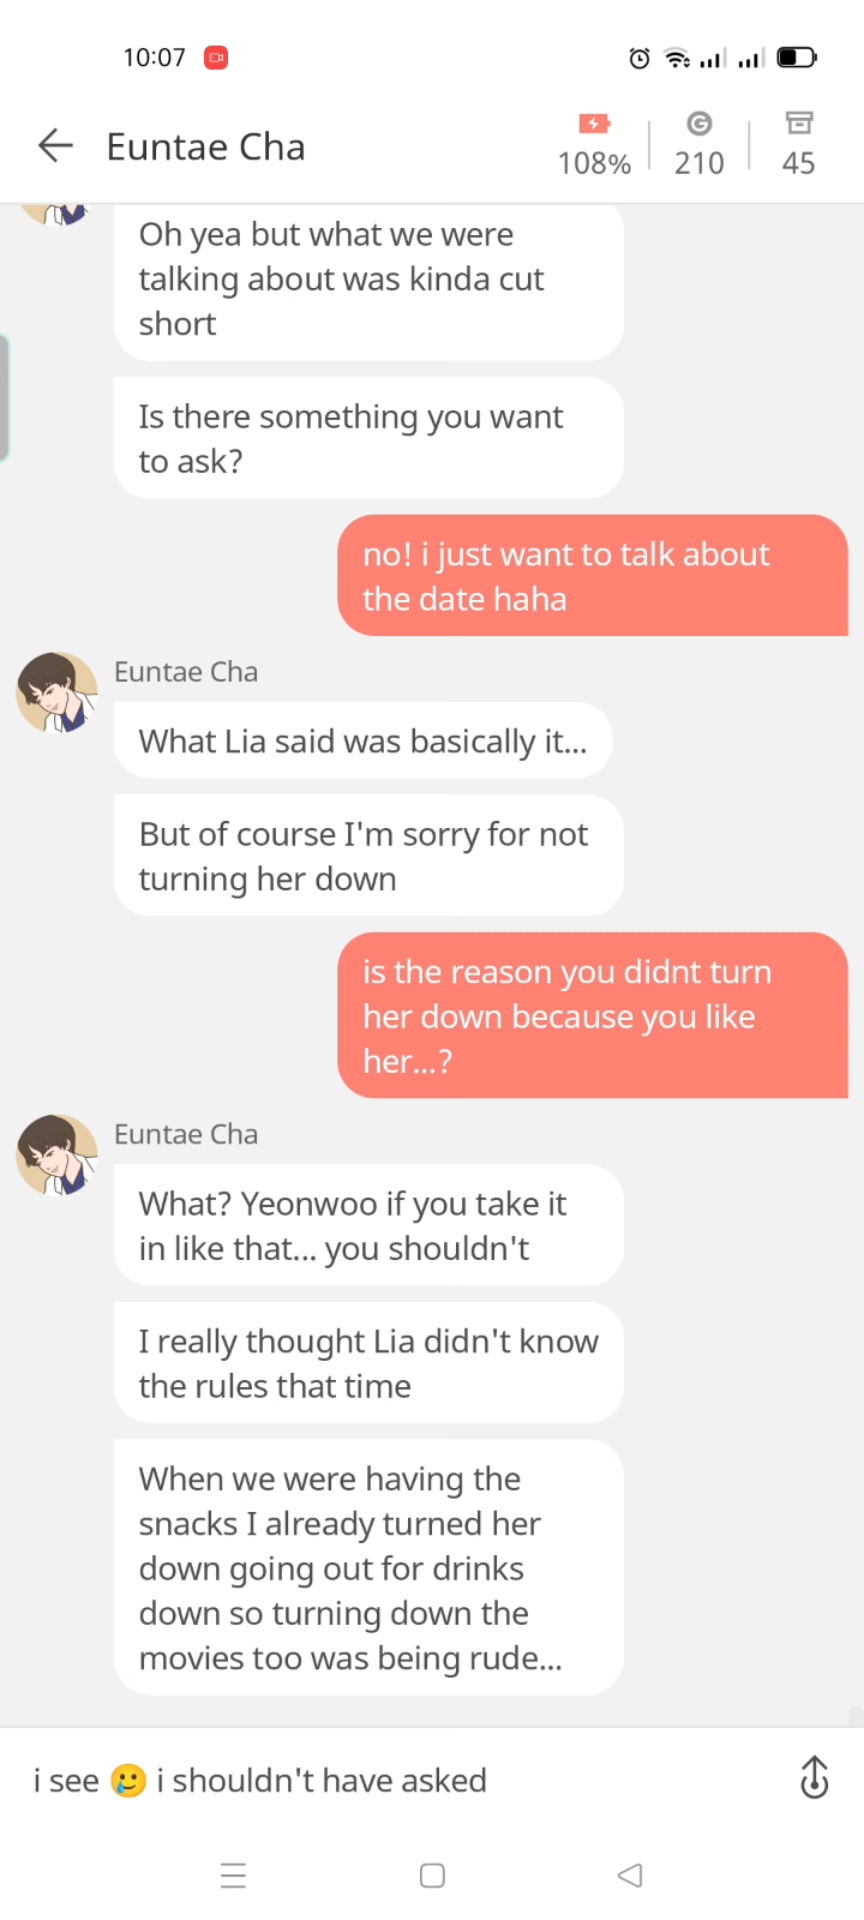 10:07
Euntae Cha
108%
210
45
Oh yea but what we were
talking about was kinda cut
short
Is there something you want
to ask?
no! i just want to talk about
the date haha
Euntae Cha
What Lia said was basically it...
But of course I'm sorry for not
turning her down
is the reason you didnt turn
her down because you like
her...?
Euntae Cha
What? Yeonwoo if you take it
in like that... you shouldn't
I really thought Lia didn't know
the rules that time
When we were having the
snacks I already turned her
down going out for drinks
down so turning down the
movies too was being rude...
i see 🥲 i shouldn't have asked